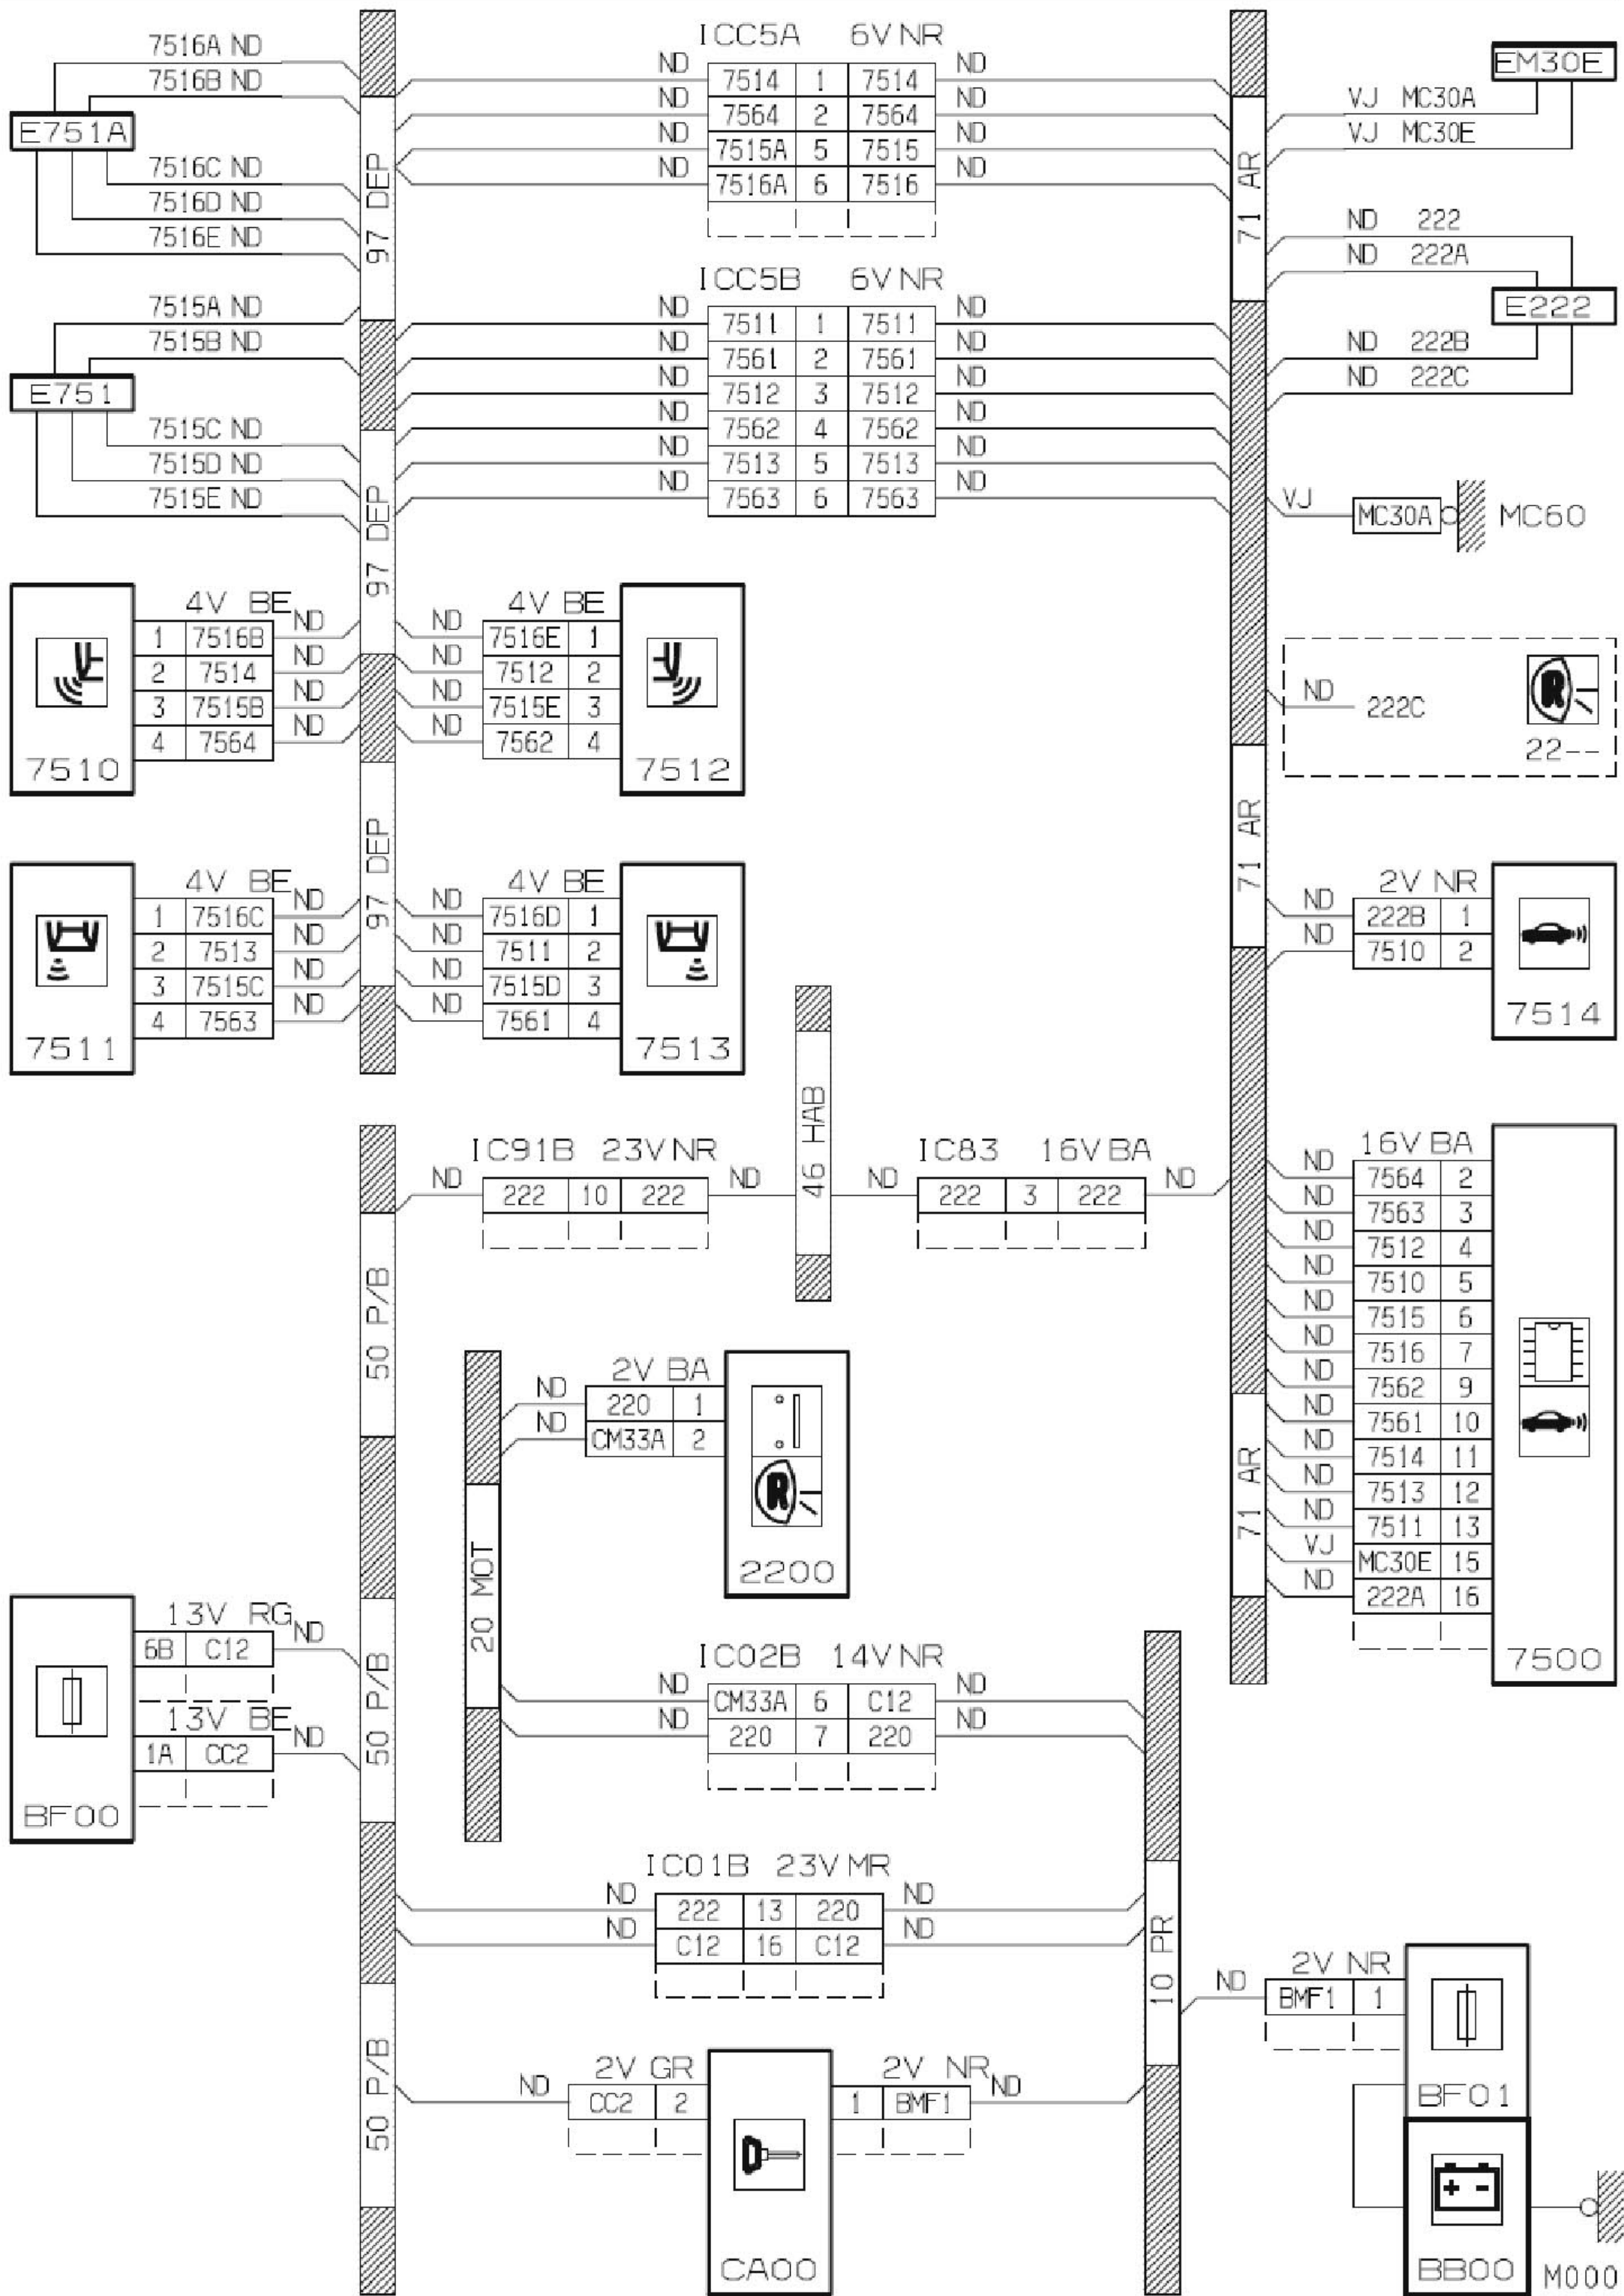 7516A ND
7516B ND
E751A
7516C ND
7516D ND
7516E ND
7515A ND
7515B ND
E751
7515C ND
7515D ND
7515E ND
97 DEP
97 DEP
97 DEP
ICC5A 6V NR
ND 7514 1 7514 ND
ND 7564 2 7564 ND
ND 7515A 5 7515 ND
ND 7516A 6 7516 ND
ICC5B 6V NR
ND 7511 1 7511 ND
ND 7561 2 7561 ND
ND 7512 3 7512 ND
ND 7562 4 7562 ND
ND 7513 5 7513 ND
ND 7563 6 7563 ND
71 AR
71 AR
71 AR
EM30E
VJ MC30A
VJ MC30E
ND 222
ND 222A
E222
ND 222B
ND 222C
VJ MC30A MC60
ND 222C
R
22--
4V BE
1 7516B ND
2 7514 ND
3 7515B ND
4 7564 ND
7510
4V BE
ND 7516E 1
ND 7512 2
ND 7515E 3
ND 7562 4
7512
4V BE
1 7516C ND
2 7513 ND
3 7515C ND
4 7563 ND
7511
4V BE
ND 7516D 1
ND 7511 2
ND 7515D 3
ND 7561 4
7513
2V NR
ND 222B 1
ND 7510 2
7514
46 HAB
IC91B 23V NR
ND 222 10 222 ND
IC83 16V BA
ND 222 3 222 ND
16V BA
ND 7564 2
ND 7563 3
ND 7512 4
ND 7510 5
ND 7515 6
ND 7516 7
ND 7562 9
ND 7561 10
ND 7514 11
ND 7513 12
ND 7511 13
VJ MC30E 15
ND 222A 16
7500
50 P/B
50 P/B
50 P/B
20 MOT
2V BA
ND 220 1
ND CM33A 2
R
2200
13V RG
6B C12 ND
13V BE
1A CC2 ND
BF00
IC02B 14V NR
ND CM33A 6 C12 ND
ND 220 7 220 ND
IC01B 23V MR
ND 222 13 220 ND
ND C12 16 C12 ND
10 PR
2V GR
ND CC2 2
2V NR
1 BMF1 ND
CA00
2V NR
ND BMF1 1
BF01
+ -
BB00
M000